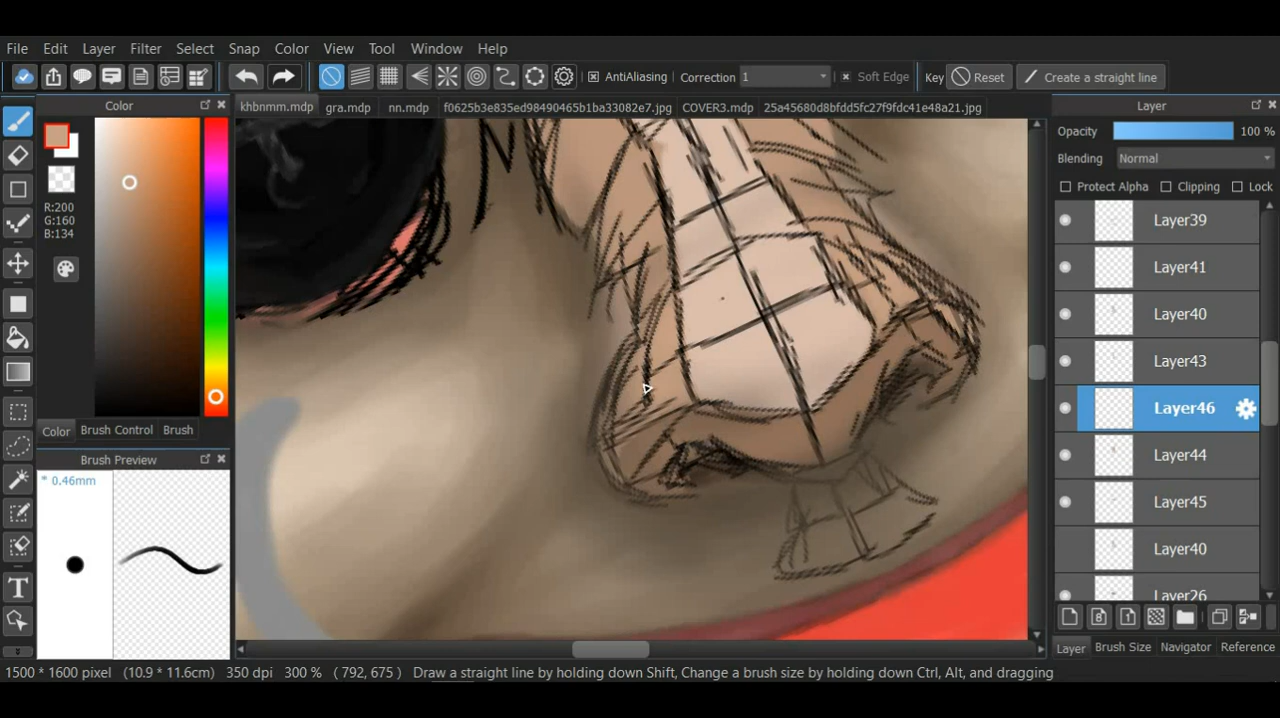 File Edit Layer Filter Select Snap Color View Tool Window Help
AntiAliasing Correction 1 Soft Edge Key Reset Create a straight line
Color
khbnmm.mdp gra.mdp nn.mdp f0625b3e835ed98490465b1ba33082e7.jpg COVER3.mdp 25a45680d8bfdd5fc27f9fdc41e48a21.jpg
Layer
Opacity 100 %
Blending Normal
Protect Alpha Clipping Lock
R:200
G:160
B:134
Layer39
Layer41
Layer40
Layer43
Layer46
Layer44
Layer45
Layer40
Layer26
Color Brush Control Brush
Brush Preview
* 0.46mm
T
8 1
Layer Brush Size Navigator Reference
1500 * 1600 pixel (10.9 * 11.6cm) 350 dpi 300 % ( 792, 675 ) Draw a straight line by holding down Shift, Change a brush size by holding down Ctrl, Alt, and dragging